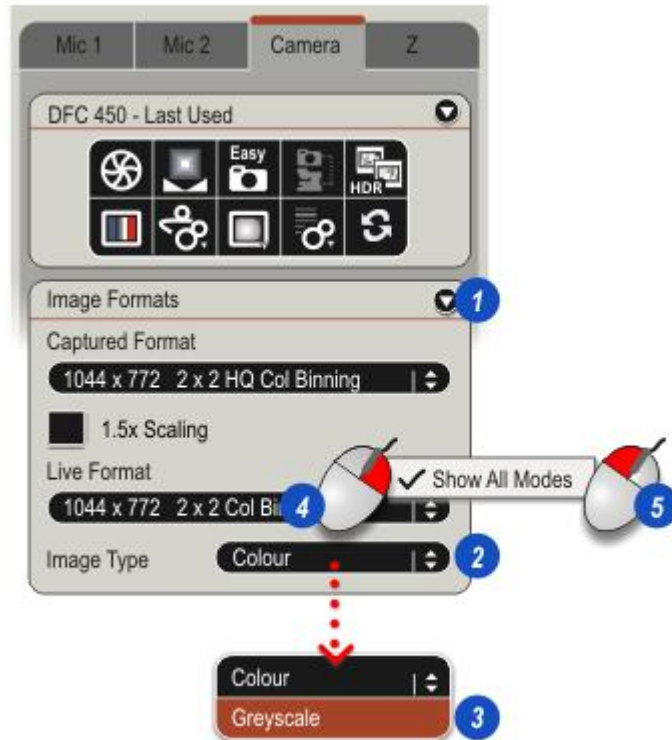 Mic 1 Mic 2 Camera Z
DFC 450 - Last Used
Easy
HDR
Image Formats
1
Captured Format
1044 x 772 2 x 2 HQ Col Binning
1.5x Scaling
Live Format
Show All Modes
1044 x 772 2 x 2 Col Bi
4
5
Image Type
Colour
2
Colour
Greyscale
3